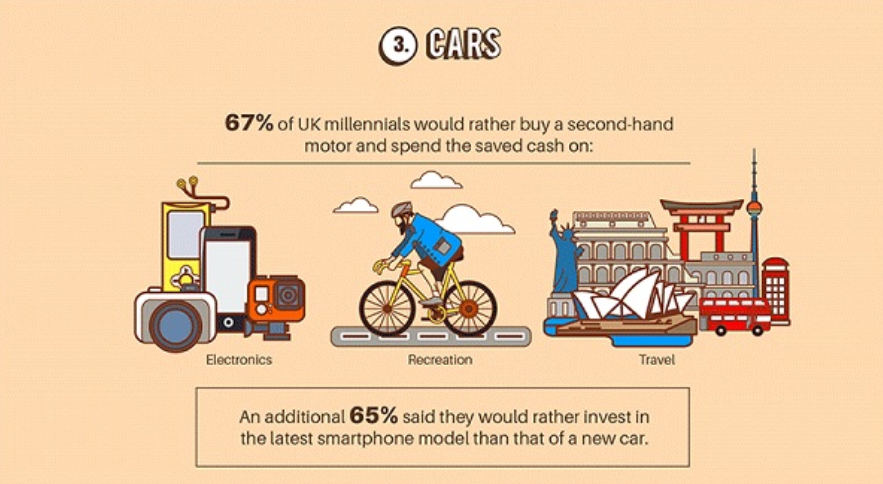 3. CARS
67% of UK millennials would rather buy a second-hand
motor and spend the saved cash on:
Electronics
Recreation
Travel
An additional 65% said they would rather invest in
the latest smartphone model than that of a new car.